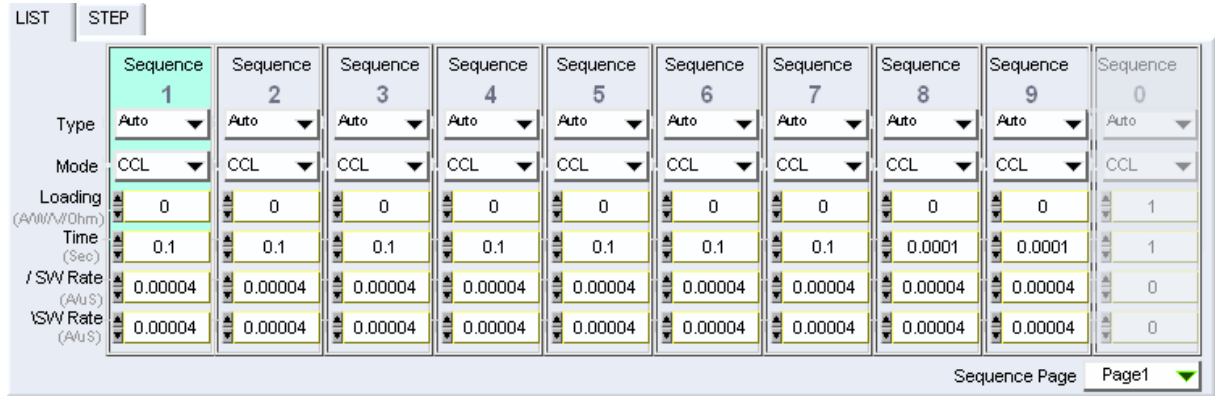 LIST STEP
Sequence Sequence Sequence Sequence Sequence Sequence Sequence Sequence Sequence Sequence
1 2 3 4 5 6 7 8 9 0
Type Auto Auto Auto Auto Auto Auto Auto Auto Auto Auto
Mode CCL CCL CCL CCL CCL CCL CCL CCL CCL CCL
Loading 0 0 0 0 0 0 0 0 0 1
(A/W/V/Ohm)
Time 0.1 0.1 0.1 0.1 0.1 0.1 0.1 0.0001 0.0001 1
(Sec)
/ SW Rate 0.00004 0.00004 0.00004 0.00004 0.00004 0.00004 0.00004 0.00004 0.00004 0
(A/uS)
\SW Rate 0.00004 0.00004 0.00004 0.00004 0.00004 0.00004 0.00004 0.00004 0.00004 0
(A/uS)
Sequence Page Page1